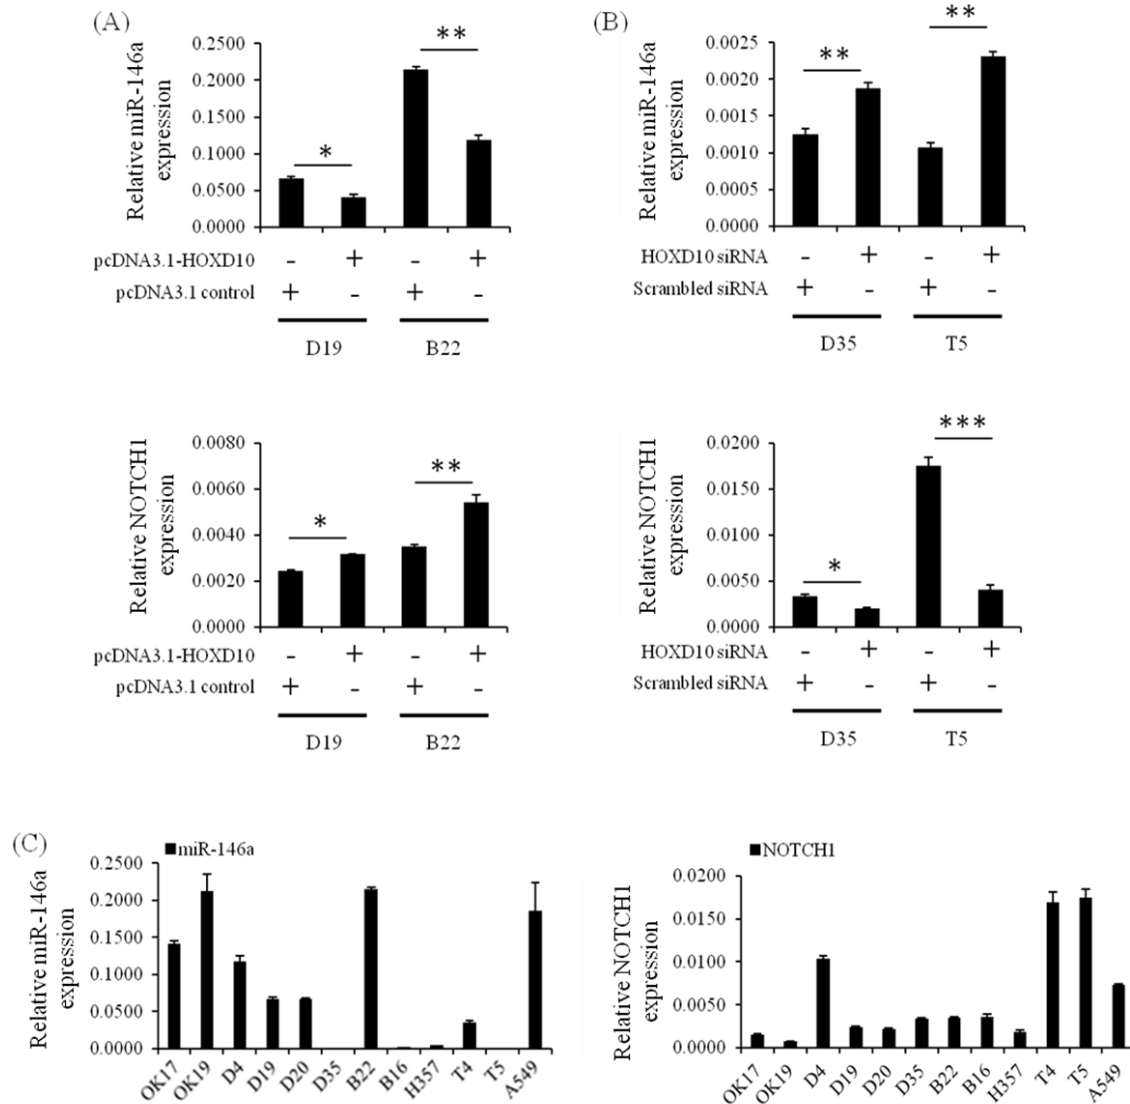 (A)
Relative miR-146a
expression
0.2500
0.2000
0.1500
0.1000
0.0500
0.0000
*
**
pcDNA3.1-HOXD10 - + - +
pcDNA3.1 control + - + -
D19 B22
(B)
Relative miR-146a
expression
0.0025
0.0020
0.0015
0.0010
0.0005
0.0000
**
**
HOXD10 siRNA - + - +
Scrambled siRNA + - + -
D35 T5
Relative NOTCH1
expression
0.0080
0.0060
0.0040
0.0020
0.0000
*
**
pcDNA3.1-HOXD10 - + - +
pcDNA3.1 control + - + -
D19 B22
Relative NOTCH1
expression
0.0200
0.0150
0.0100
0.0050
0.0000
*
***
HOXD10 siRNA - + - +
Scrambled siRNA + - + -
D35 T5
(C)
miR-146a
Relative miR-146a
expression
0.2500
0.2000
0.1500
0.1000
0.0500
0.0000
OK17 OK19 D4 D19 D20 D35 B22 B16 H357 T4 T5 A549
NOTCH1
Relative NOTCH1
expression
0.0200
0.0150
0.0100
0.0050
0.0000
OK17 OK19 D4 D19 D20 D35 B22 B16 H357 T4 T5 A549